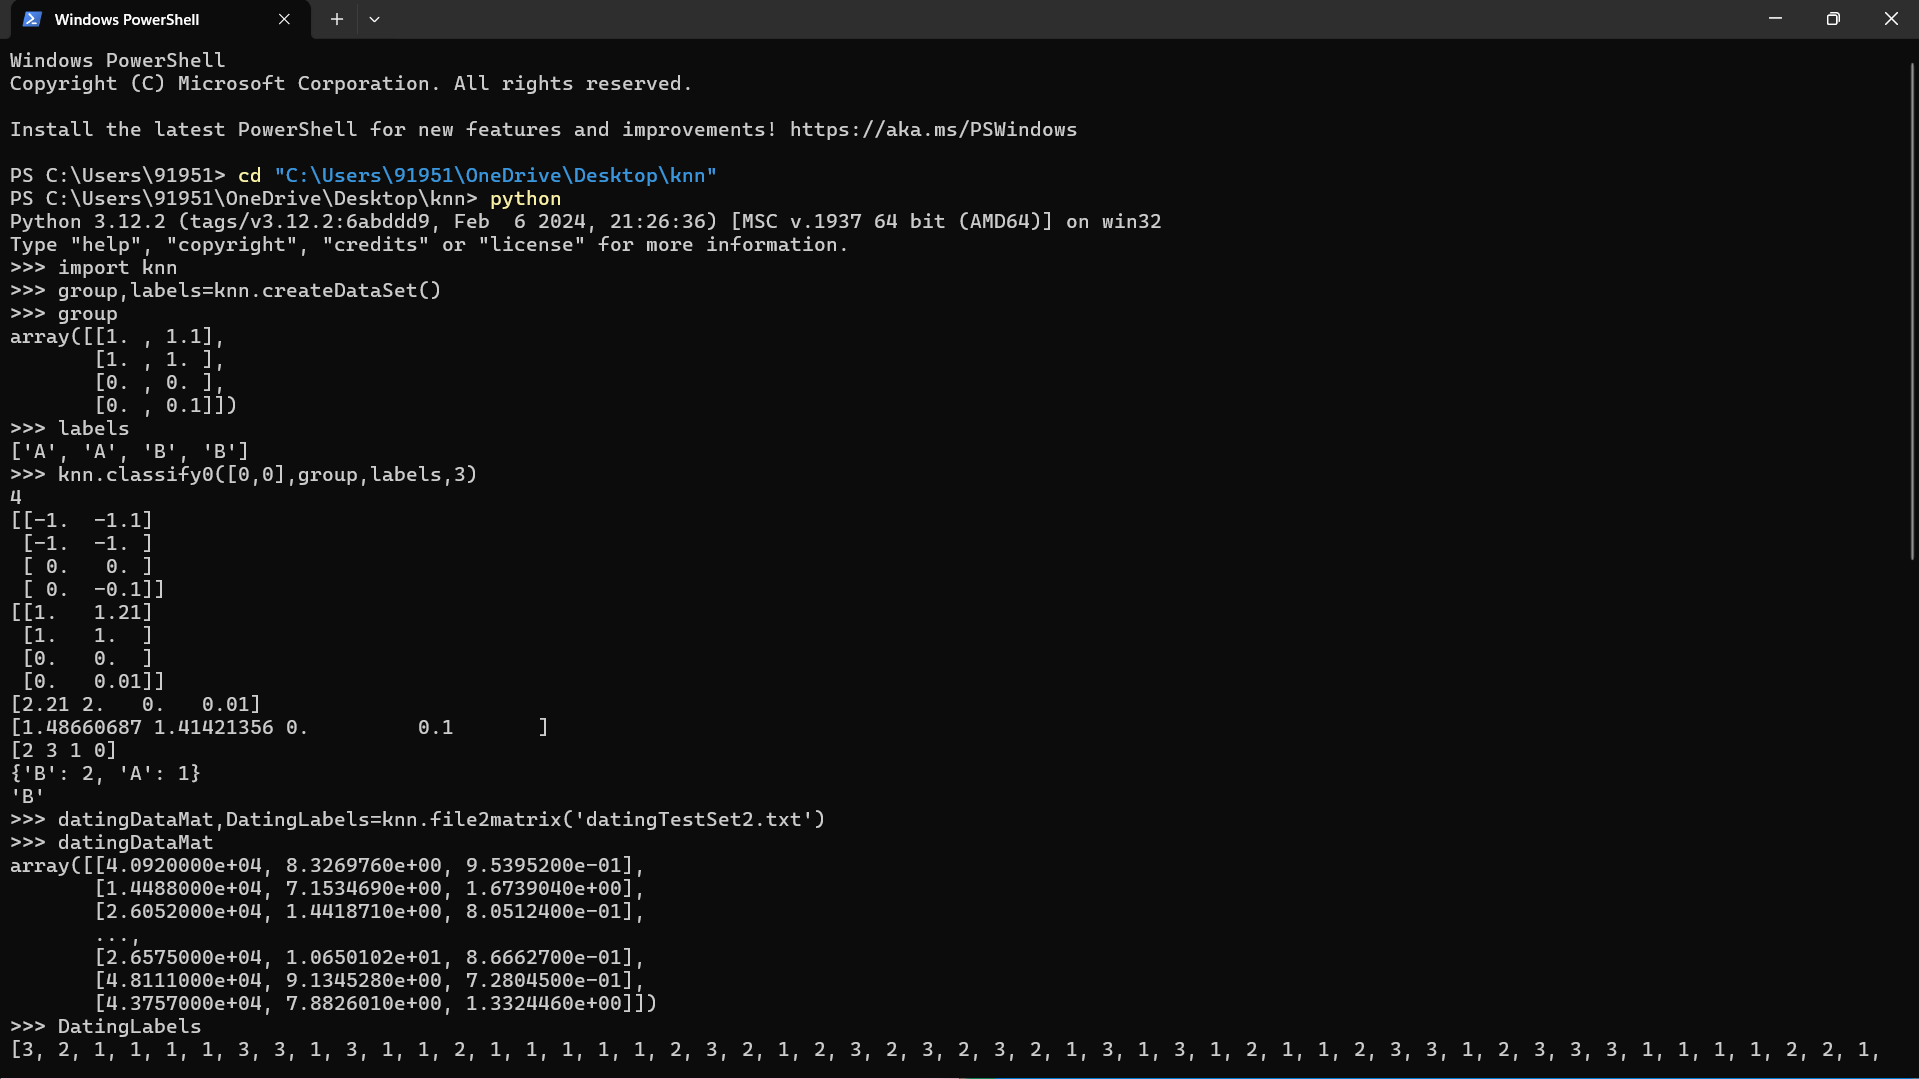 Windows PowerShell
Windows PowerShell
Copyright (C) Microsoft Corporation. All rights reserved.
Install the latest PowerShell for new features and improvements! https://aka.ms/PSWindows
PS C:\Users\91951> cd "C:\Users\91951\OneDrive\Desktop\knn"
PS C:\Users\91951\OneDrive\Desktop\knn> python
Python 3.12.2 (tags/v3.12.2:6abddd9, Feb  6 2024, 21:26:36) [MSC v.1937 64 bit (AMD64)] on win32
Type "help", "copyright", "credits" or "license" for more information.
>>> import knn
>>> group,labels=knn.createDataSet()
>>> group
array([[1. , 1.1],
       [1. , 1. ],
       [0. , 0. ],
       [0. , 0.1]])
>>> labels
['A', 'A', 'B', 'B']
>>> knn.classify0([0,0],group,labels,3)
4
[[-1.  -1.1]
 [-1.  -1. ]
 [ 0.   0. ]
 [ 0.  -0.1]]
[[1.   1.21]
 [1.   1.  ]
 [0.   0.  ]
 [0.   0.01]]
[2.21 2.   0.   0.01]
[1.48660687 1.41421356 0.         0.1       ]
[2 3 1 0]
{'B': 2, 'A': 1}
'B'
>>> datingDataMat,DatingLabels=knn.file2matrix('datingTestSet2.txt')
>>> datingDataMat
array([[4.0920000e+04, 8.3269760e+00, 9.5395200e-01],
       [1.4488000e+04, 7.1534690e+00, 1.6739040e+00],
       [2.6052000e+04, 1.4418710e+00, 8.0512400e-01],
       ...,
       [2.6575000e+04, 1.0650102e+01, 8.6662700e-01],
       [4.8111000e+04, 9.1345280e+00, 7.2804500e-01],
       [4.3757000e+04, 7.8826010e+00, 1.3324460e+00]])
>>> DatingLabels
[3, 2, 1, 1, 1, 1, 3, 3, 1, 3, 1, 1, 2, 1, 1, 1, 1, 1, 2, 3, 2, 1, 2, 3, 2, 3, 2, 3, 2, 1, 3, 1, 3, 1, 2, 1, 1, 2, 3, 3, 1, 2, 3, 3, 3, 1, 1, 1, 1, 2, 2, 1,